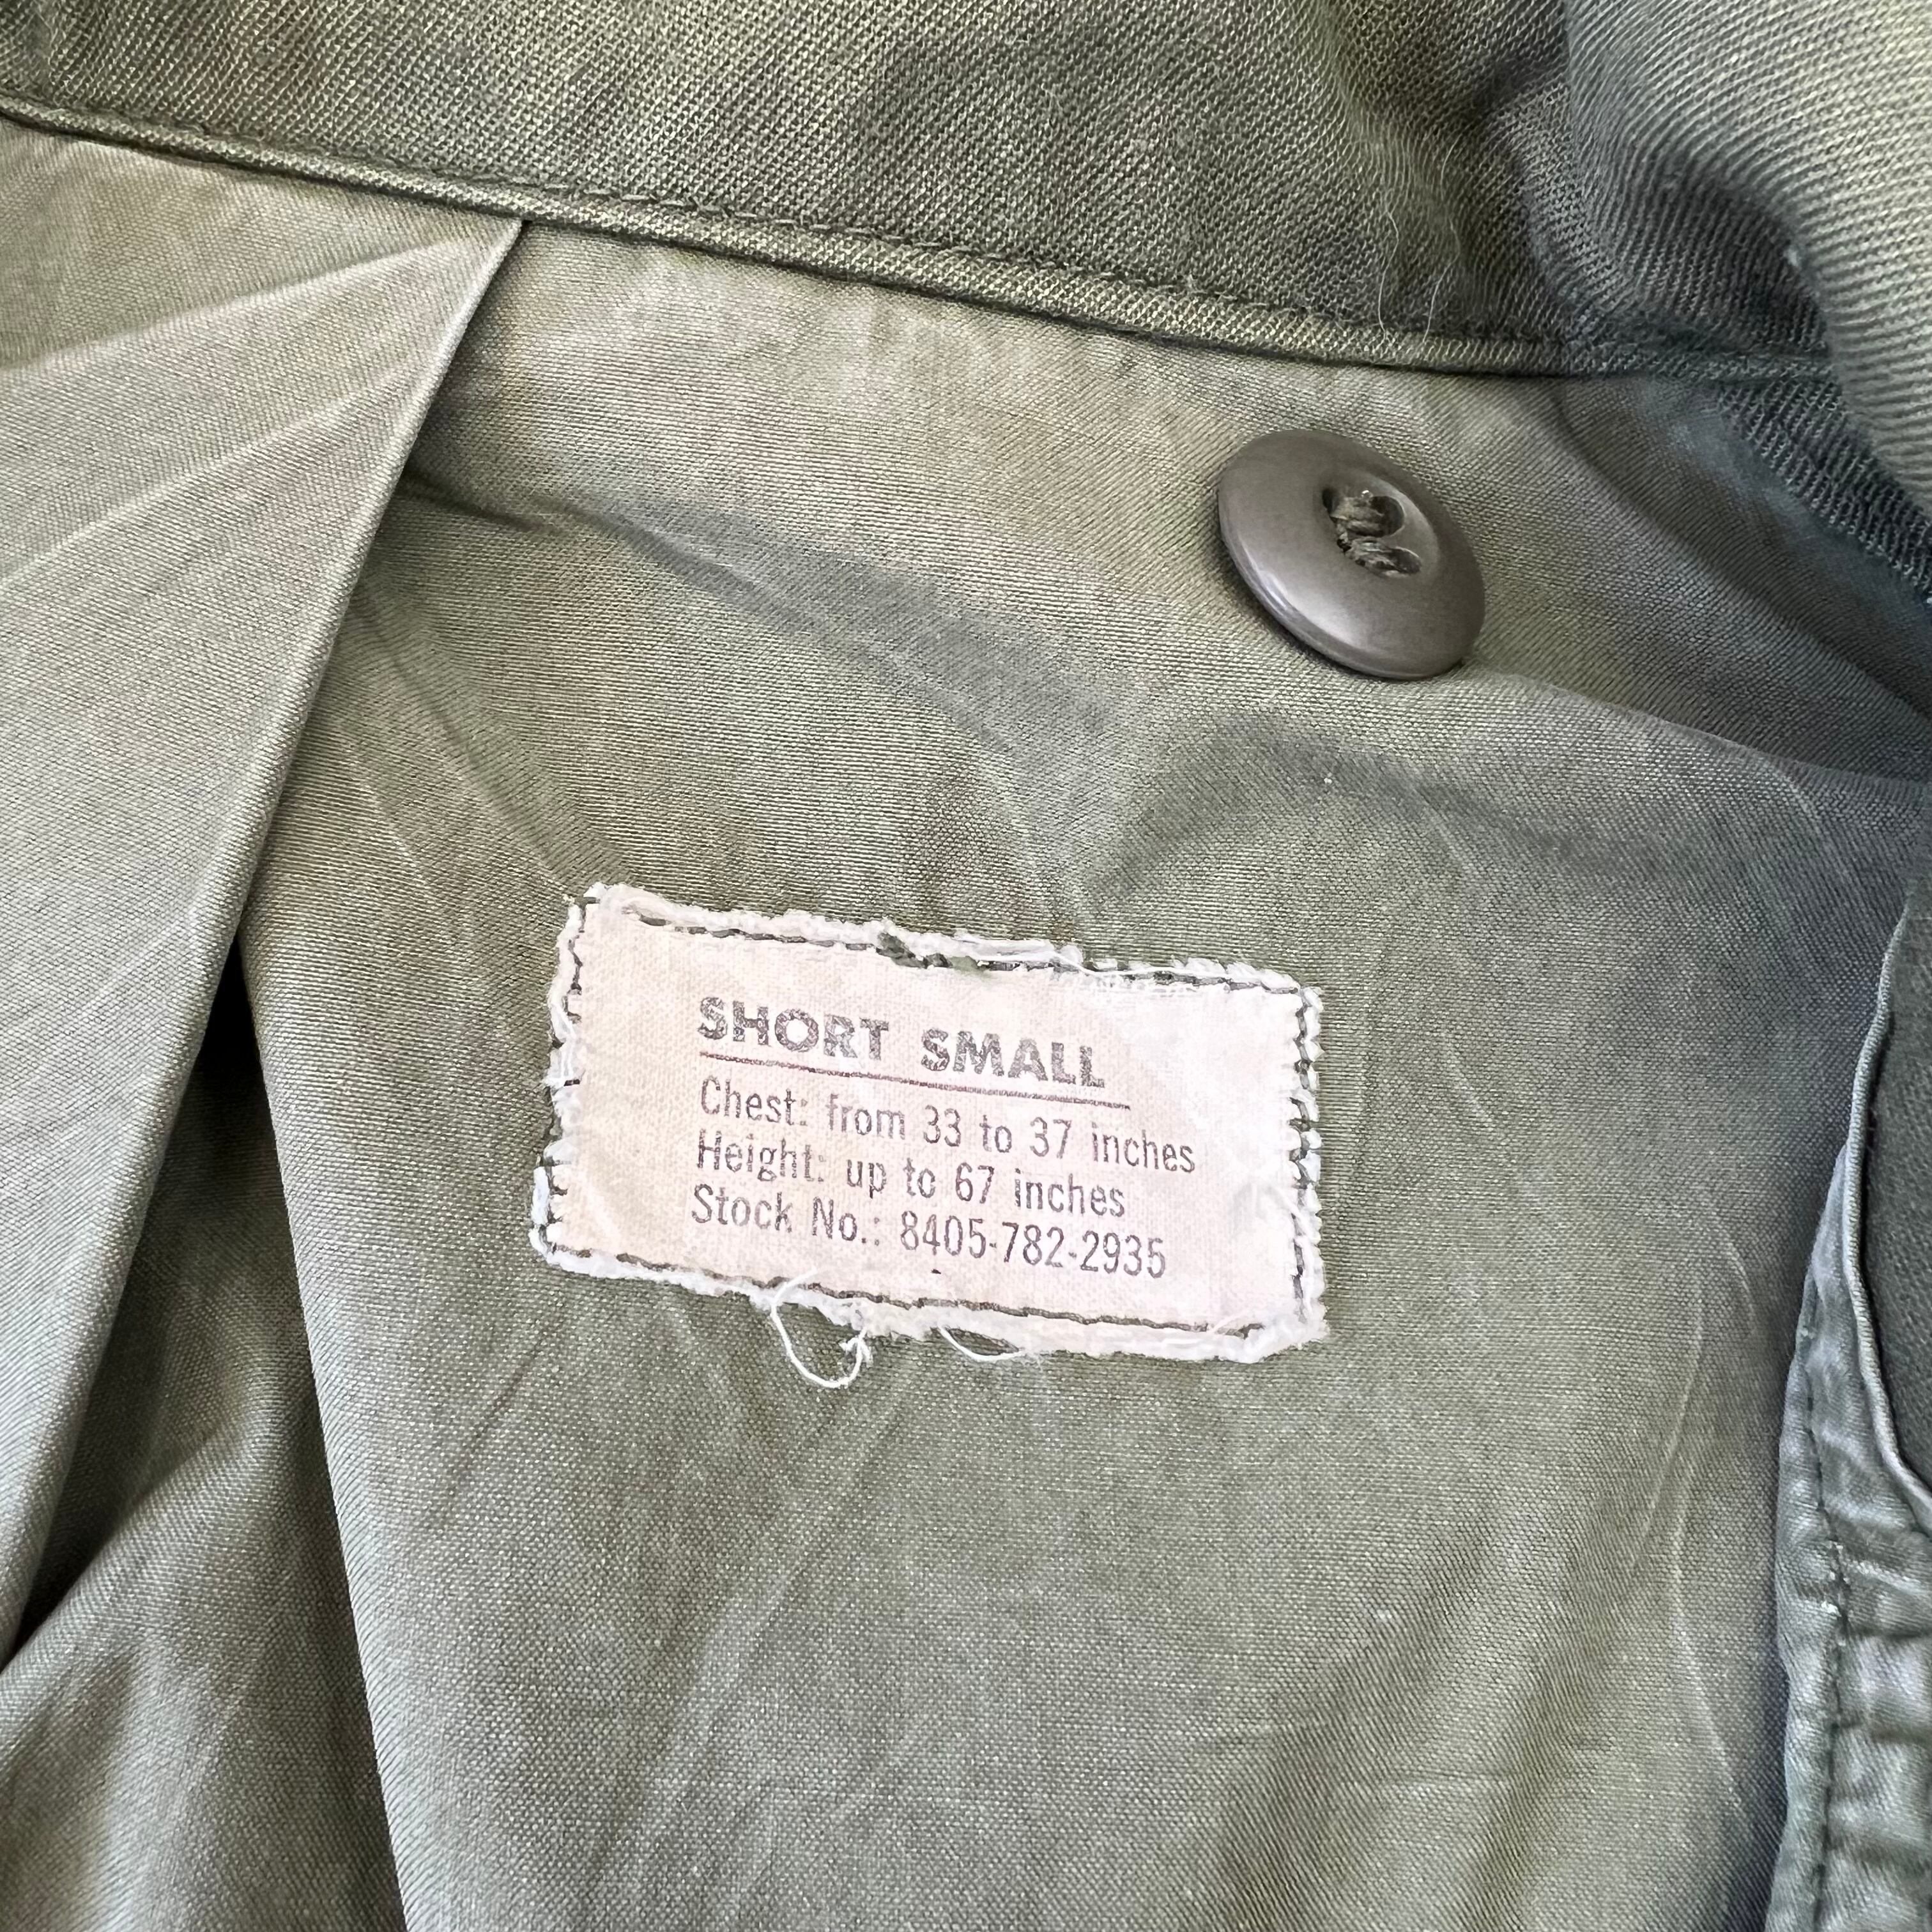 SHORT SMALL
Chest: from 33 to 37 inches
Height: up to 67 inches
Stock No.: 8405-782-2935